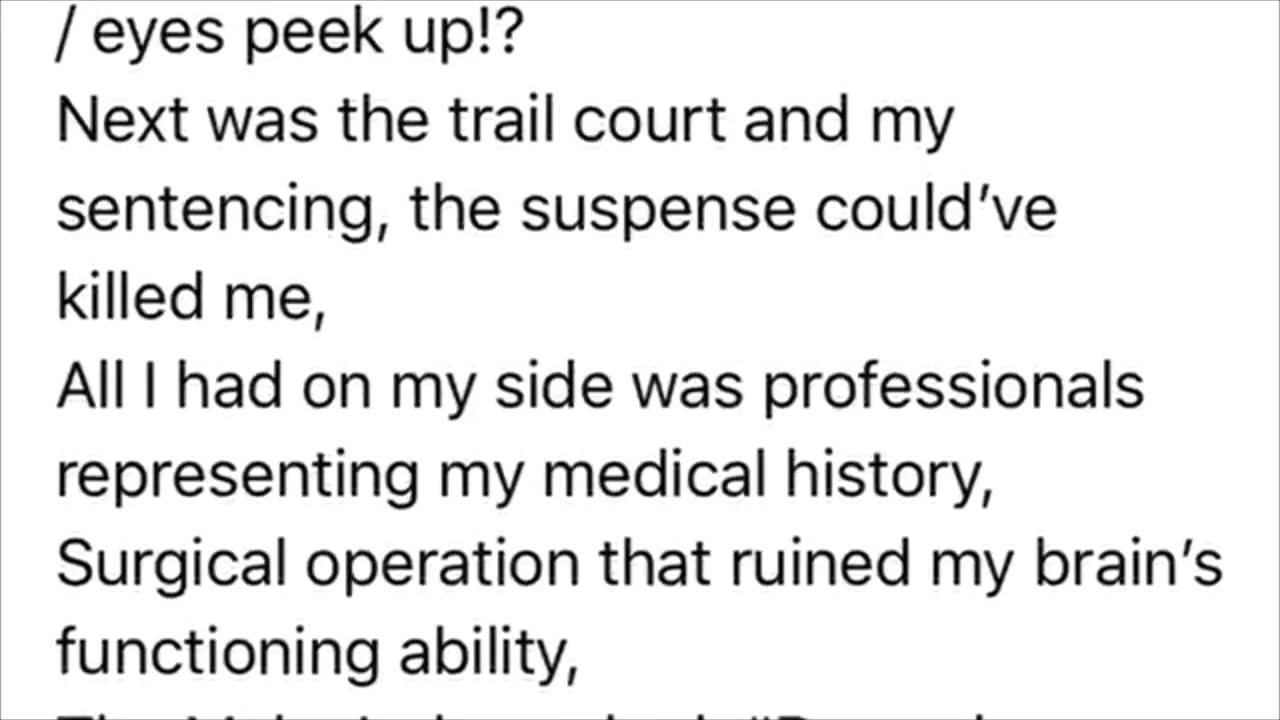 / eyes peek up!?
Next was the trail court and my
sentencing, the suspense could’ve
killed me,
All I had on my side was professionals
representing my medical history,
Surgical operation that ruined my brain’s
functioning ability,